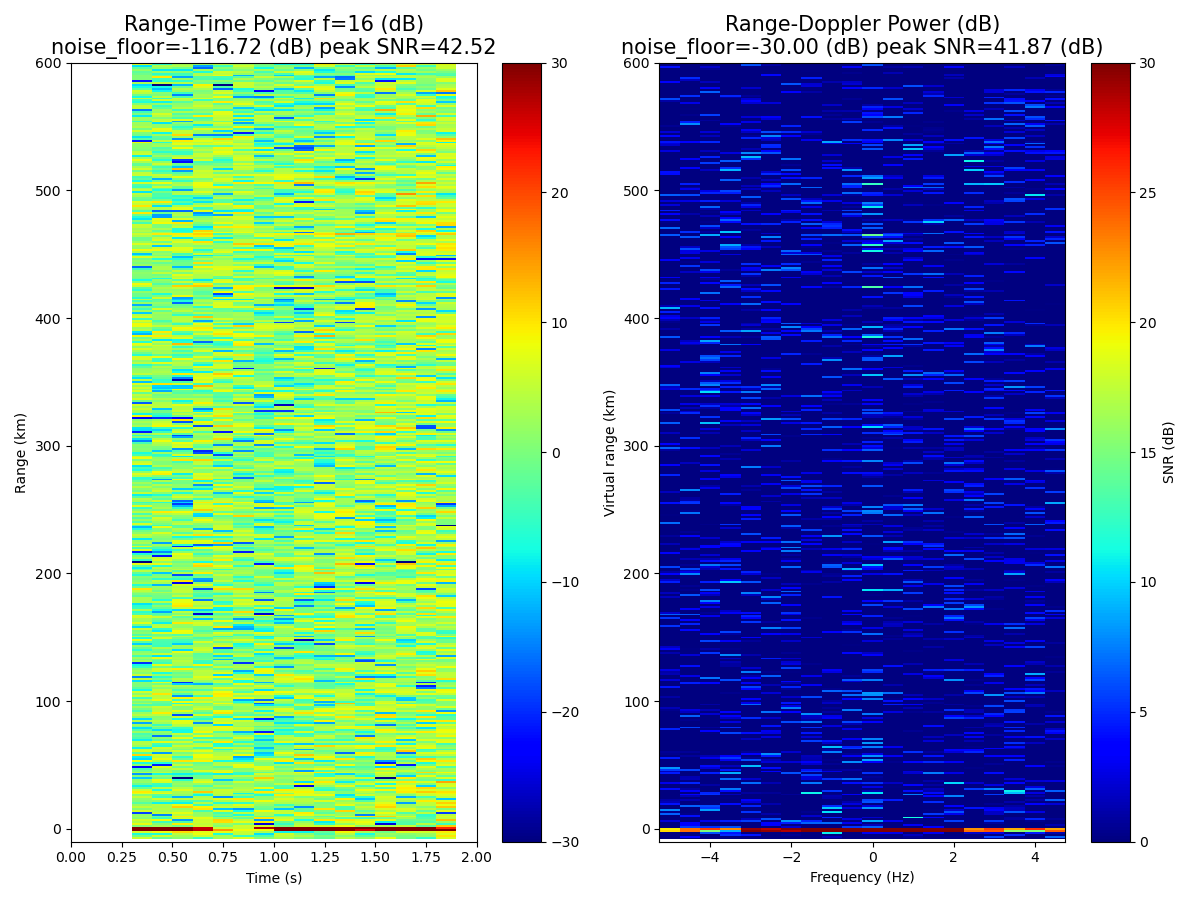 Range-Time Power f=16 (dB)
noise_floor=-116.72 (dB) peak SNR=42.52
600
500
400
300
200
100
0
Range (km)
0.00 0.25 0.50 0.75 1.00 1.25 1.50 1.75 2.00
Time (s)
30
20
10
0
−10
−20
−30
Range-Doppler Power (dB)
noise_floor=-30.00 (dB) peak SNR=41.87 (dB)
600
500
400
300
200
100
0
Virtual range (km)
−4 −2 0 2 4
Frequency (Hz)
30
25
20
15
10
5
0
SNR (dB)